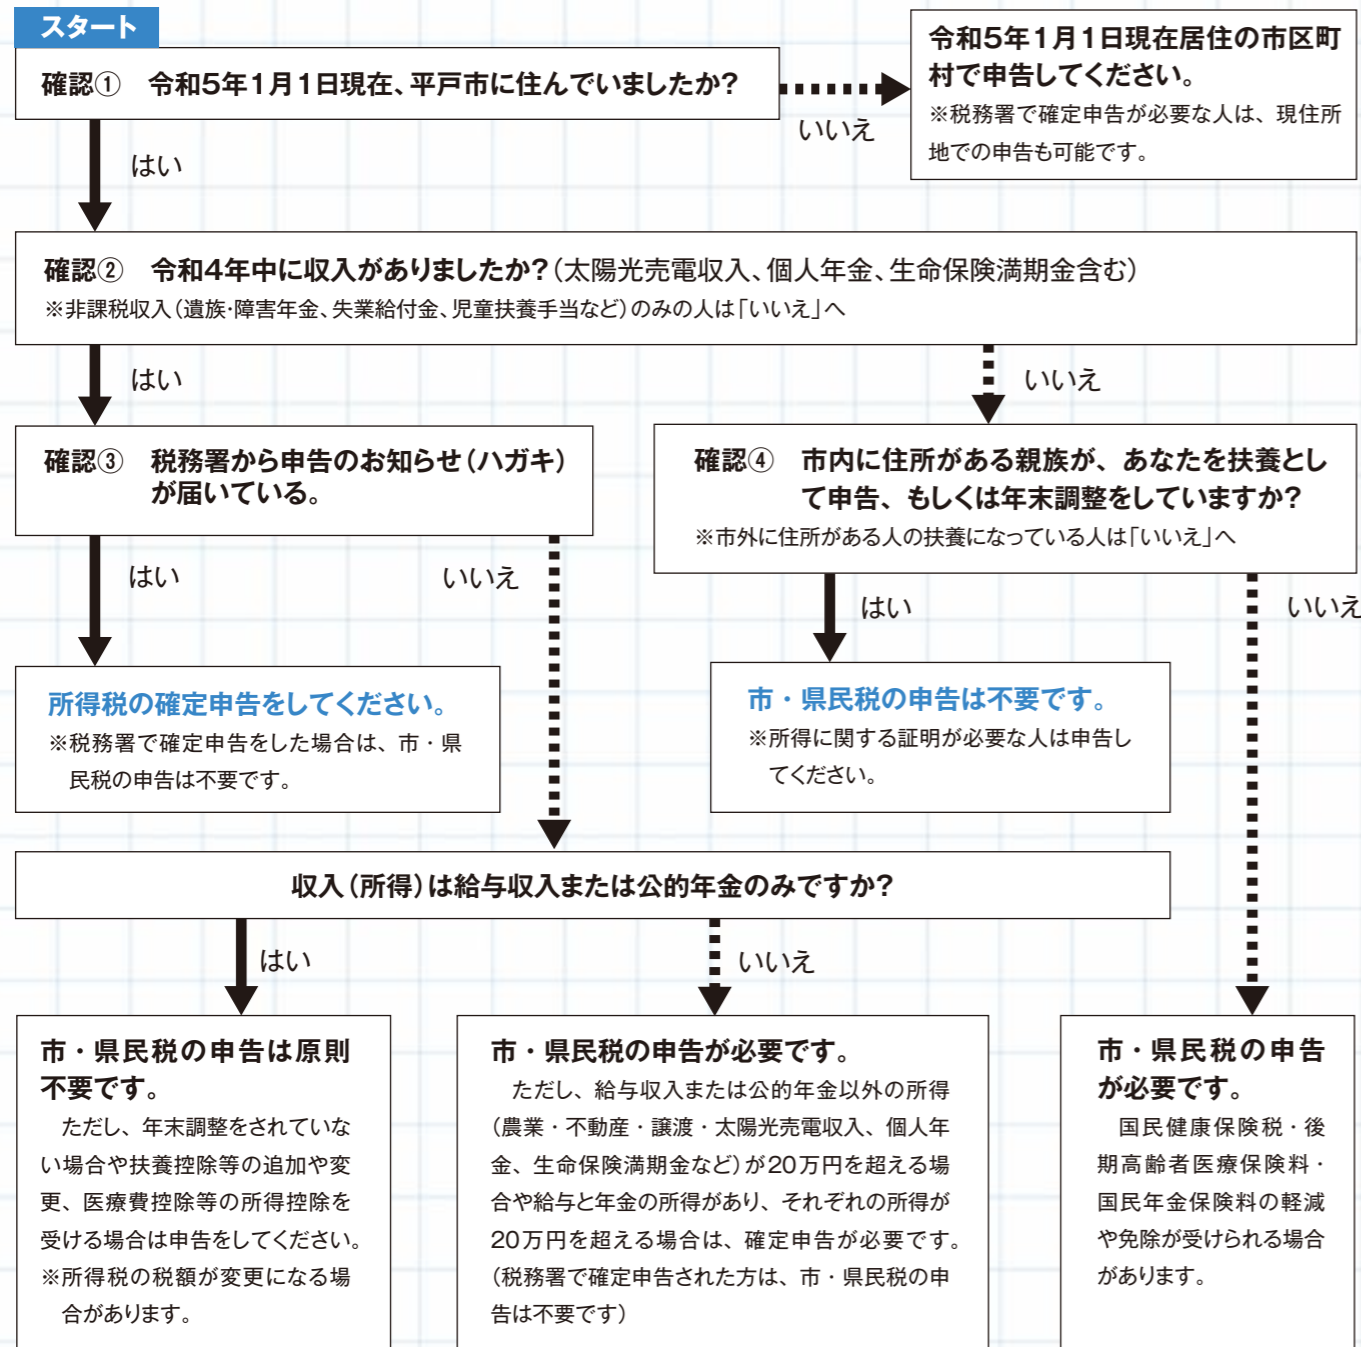 スタート
確認① 令和5年1月1日現在、平戸市に住んでいましたか？
いいえ
令和5年1月1日現在居住の市区町
村で申告してください。
※税務署で確定申告が必要な人は、現住所
地での申告も可能です。
はい
確認② 令和4年中に収入がありましたか？（太陽光売電収入、個人年金、生命保険満期金含む）
※非課税収入（遺族･障害年金、失業給付金、児童扶養手当など）のみの人は「いいえ」へ
はい
いいえ
確認③ 税務署から申告のお知らせ（ハガキ）
が届いている。
確認④ 市内に住所がある親族が、あなたを扶養とし
て申告、もしくは年末調整をしていますか？
※市外に住所がある人の扶養になっている人は「いいえ」へ
はい
いいえ
はい
いいえ
所得税の確定申告をしてください。
※税務署で確定申告をした場合は、市・県
民税の申告は不要です。
市・県民税の申告は不要です。
※所得に関する証明が必要な人は申告し
てください。
収入（所得）は給与収入または公的年金のみですか？
はい
いいえ
市・県民税の申告は原則
不要です。
ただし、年末調整をされていな
い場合や扶養控除等の追加や変
更、医療費控除等の所得控除を
受ける場合は申告をしてください。
※所得税の税額が変更になる場
合があります。
市・県民税の申告が必要です。
ただし、給与収入または公的年金以外の所得
（農業・不動産・譲渡・太陽光売電収入、個人年
金、生命保険満期金など）が20万円を超える場
合や給与と年金の所得があり、それぞれの所得が
20万円を超える場合は、確定申告が必要です。
（税務署で確定申告された方は、市・県民税の申
告は不要です）
市・県民税の申告
が必要です。
国民健康保険税・後
期高齢者医療保険料・
国民年金保険料の軽減
や免除が受けられる場合
があります。